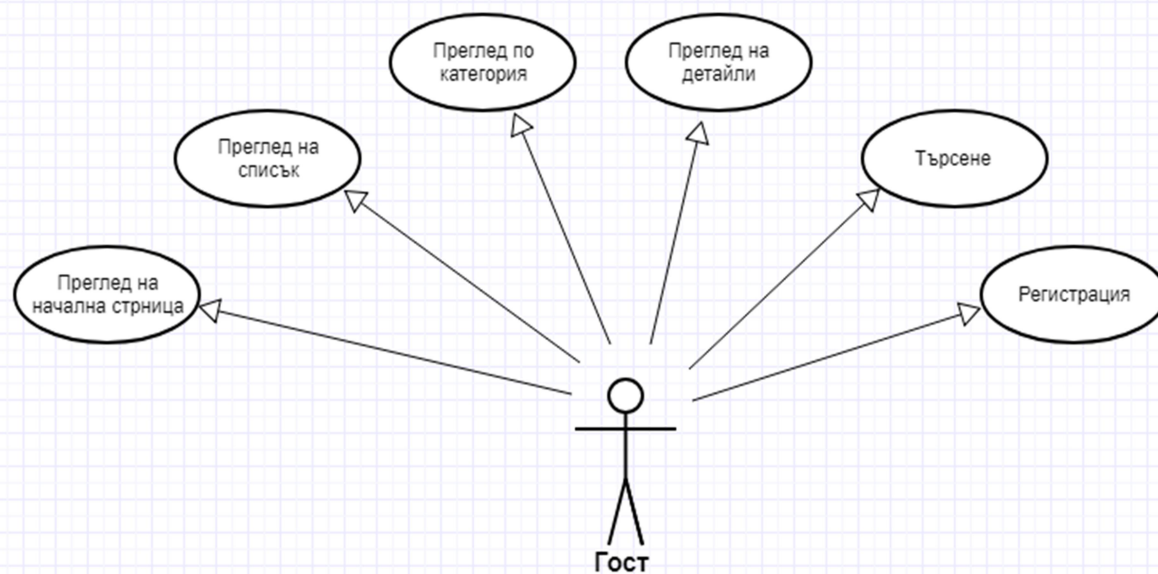 Преглед по
категория
Преглед на
детайли
Преглед на
списък
Търсене
Преглед на
начална стрница
Регистрация
Гост